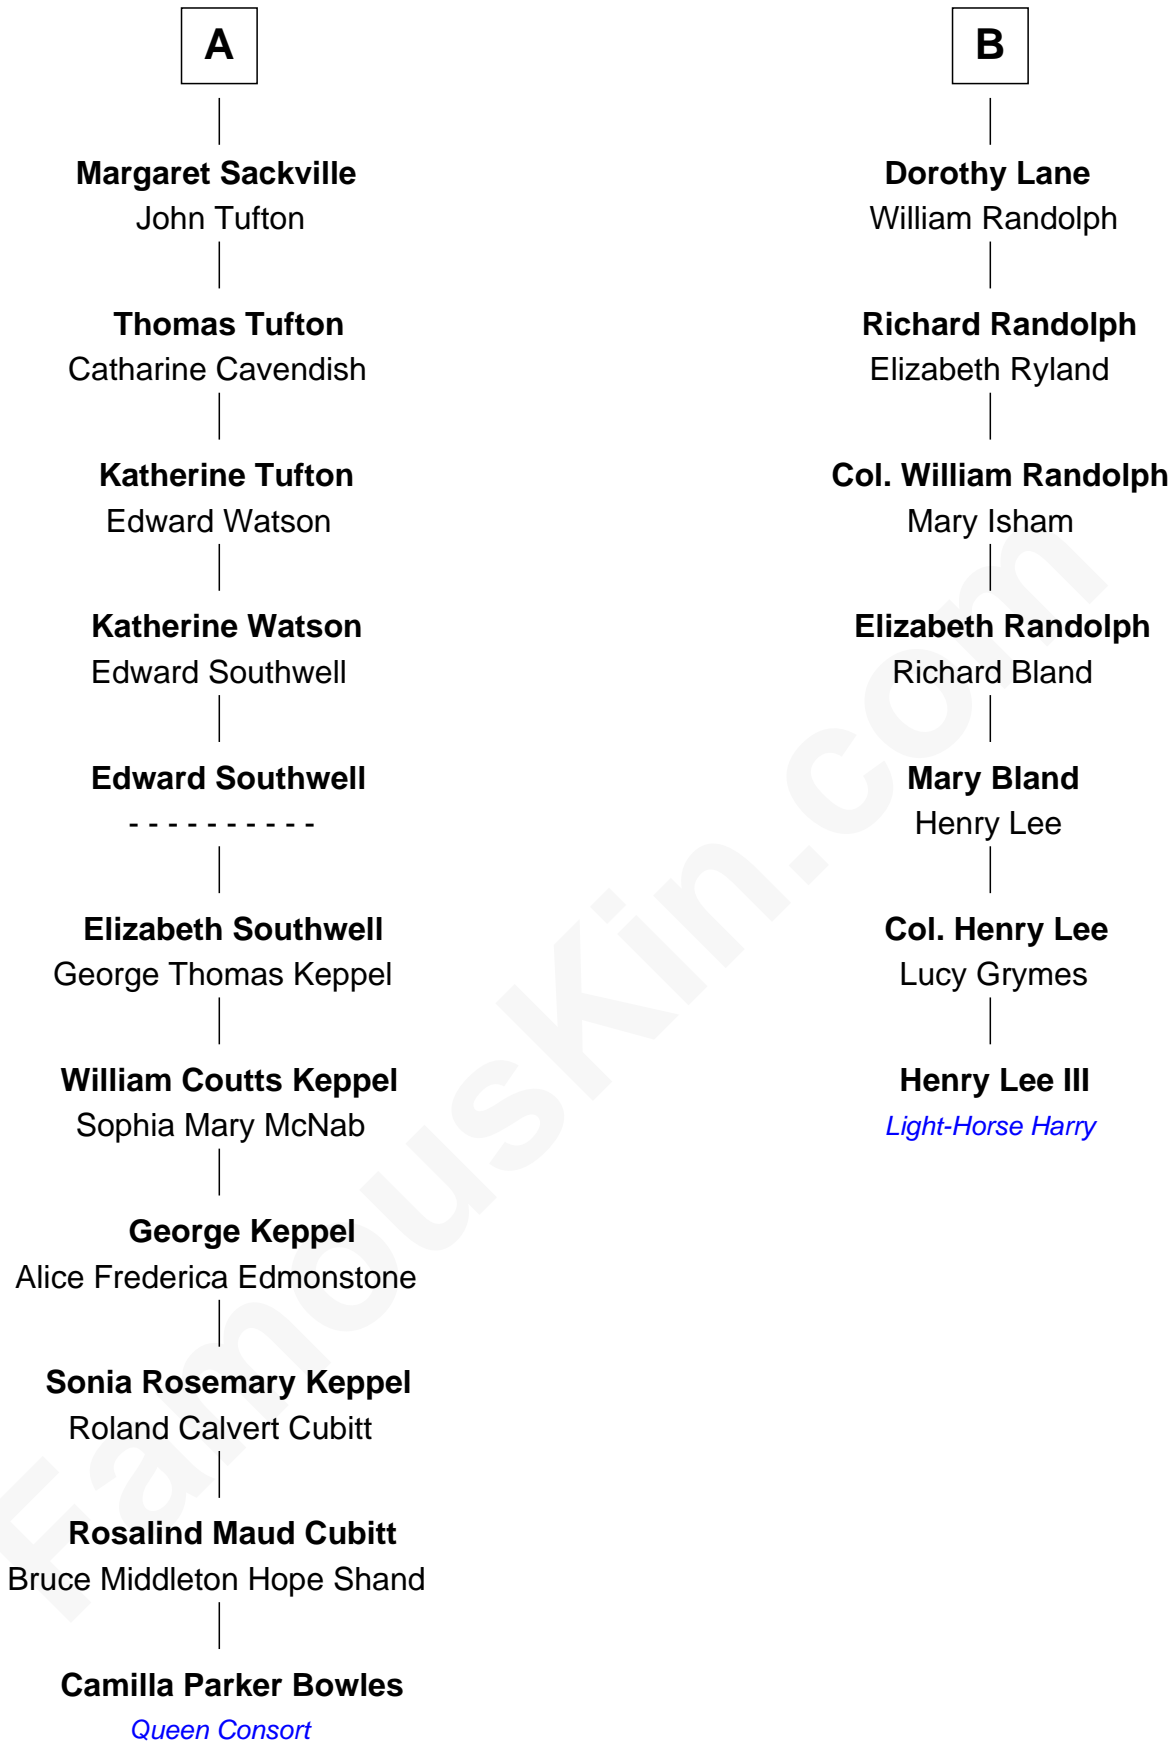 A
Margaret Sackville
John Tufton
Thomas Tufton
Catharine Cavendish
Katherine Tufton
Edward Watson
Katherine Watson
Edward Southwell
Edward Southwell
- - - - - - - - - -
Elizabeth Southwell
George Thomas Keppel
William Coutts Keppel
Sophia Mary McNab
George Keppel
Alice Frederica Edmonstone
Sonia Rosemary Keppel
Roland Calvert Cubitt
Rosalind Maud Cubitt
Bruce Middleton Hope Shand
Camilla Parker Bowles
Queen Consort
B
Dorothy Lane
William Randolph
Richard Randolph
Elizabeth Ryland
Col. William Randolph
Mary Isham
Elizabeth Randolph
Richard Bland
Mary Bland
Henry Lee
Col. Henry Lee
Lucy Grymes
Henry Lee III
Light-Horse Harry
FamousKin.com